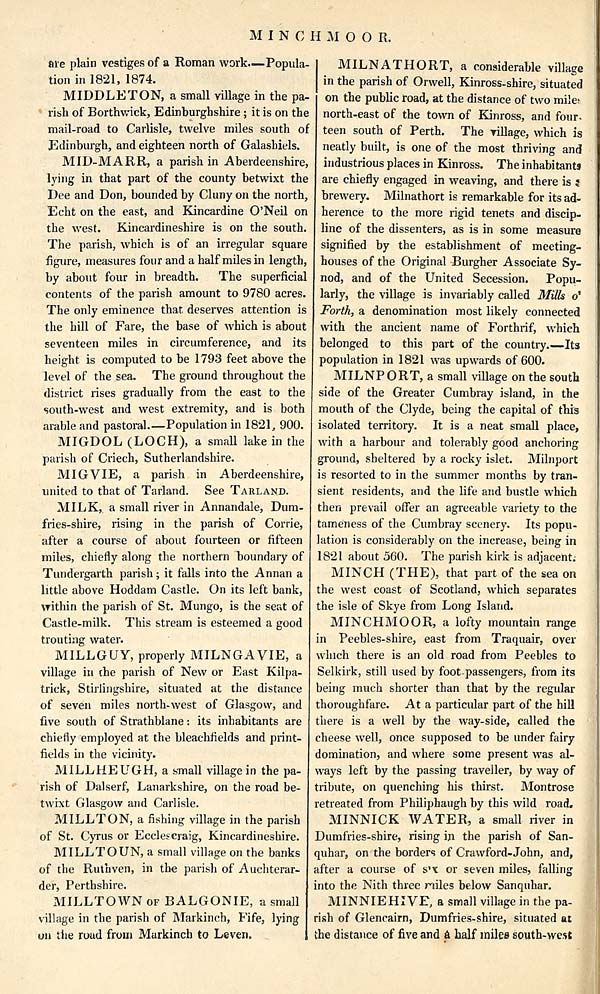 MINCHMOOR.
are plain vestiges of a Roman work.—Popula-
tion in 1821, 1874.
MIDDLETON, a small village in the pa-
rish of Borthwick, Edinburghshire; it is on the
mail-road to Carlisle, twelve miles south of
Edinburgh, and eighteen north of Galashiels.
MID-MARR, a parish in Aberdeenshire,
lying in that part of the county betwixt the
Dee and Don, bounded by Cluny on the north,
Echt on the east, and Kincardine O'Neil on
the west. Kincardineshire is on the south.
The parish, which is of an irregular square
figure, measures four and a half miles in length,
by about four in breadth. The superficial
contents of the parish amount to 9780 acres.
The only eminence that deserves attention is
the hill of Fare, the base of which is about
seventeen miles in circumference, and its
height is computed to be 1793 feet above the
level of the sea. The ground throughout the
district rises gradually from the east to the
south-west and west extremity, and is both
arable and pastoral.—Population in 1821, 900.
MIGDOL (LOCH), a small lake in the
parish of Criech, Sutherlandshire.
MIGVIE, a parish in Aberdeenshire,
united to that of Tarland. See TARLAND.
MILK, a small river in Annandale, Dum-
fries-shire, rising in the parish of Corrie,
after a course of about fourteen or fifteen
miles, chiefly along the northern boundary of
Tundergarth parish; it falls into the Annan a
little above Hoddam Castle. On its left bank,
within the parish of St. Mungo, is the seat of
Castle-milk. This stream is esteemed a good
trouting water.
MILLGUY, properly MILNGAVIE, a
village in the parish of New or East Kilpa-
trick, Stirlingshire, situated at the distance
of seven miles north-west of Glasgow, and
five south of Strathblane: its inhabitants are
chiefly employed at the bleachfields and print-
fields in the vicinity.
MILLHEUGH, a small village in the pa-
rish of Dalserf, Lanarkshire, on the road be-
twixt Glasgow and Carlisle.
MILLTON, a fishing village in the parish
of St. Cyrus or Ecclescraig, Kincardineshire.
MILLTOUN, a small village on the banks
of the Ruthven, in the parish of Auchterar-
der, Perthshire.
MILLTOWN OF BALGONIE, a small
village in the parish of Markinch, Fife, lying
on the road from Markinch to Leven.
MILNATHORT, a considerable village
in the parish of Orwell, Kinross-shire, situated
on the public road, at the distance of two miles
north-east of the town of Kinross, and four-
teen south of Perth. The village, which is
neatly built, is one of the most thriving and
industrious places in Kinross. The inhabitants
are chiefly engaged in weaving, and there is a
brewery. Milnathort is remarkable for its ad-
herence to the more rigid tenets and discip-
line of the dissenters, as is in some measure
signified by the establishment of meeting-
houses of the Original Burgher Associate Sy-
nod, and of the United Secession. Popu-
larly, the village is invariably called Mills o'
Forth, a denomination most likely connected
with the ancient name of Forthrif, which
belonged to this part of the country.—Its
population in 1821 was upwards of 600.
MILNPORT, a small village on the south
side of the Greater Cumbray island, in the
mouth of the Clyde, being the capital of this
isolated territory. It is a neat small place,
with a harbour and tolerably good anchoring
ground, sheltered by a rocky islet. Milnport
is resorted to in the summer months by tran-
sient residents, and the life and bustle which
then prevail offer an agreeable variety to the
tameness of the Cumbray scenery. Its popu-
lation is considerably on the increase, being in
1821 about 560. The parish kirk is adjacent.
MINCH (THE), that part of the sea on
the west coast of Scotland, which separates
the isle of Skye from Long Island.
MINCHMOOR, a lofty mountain range
in Peebles-shire, east from Traquair, over
which there is an old road from Peebles to
Selkirk, still used by foot-passengers, from its
being much shorter than that by the regular
thoroughfare. At a particular part of the hill
there is a well by the way-side, called the
cheese well, once supposed to be under fairy
domination, and where some present was al-
ways left by the passing traveller, by way of
tribute, on quenching his thirst. Montrose
retreated from Philiphaugh by this wild road.
MINNICK WATER, a small river in
Dumfries-shire, rising in the parish of San-
quhar, on the borders of Crawford-John, and,
after a course of six or seven miles, falling
into the Nith three miles below Sanquhar.
MINNIEHIVE, a small village in the pa-
rish of Glencairn, Dumfries-shire, situated at
the distance of five and a half miles south-west